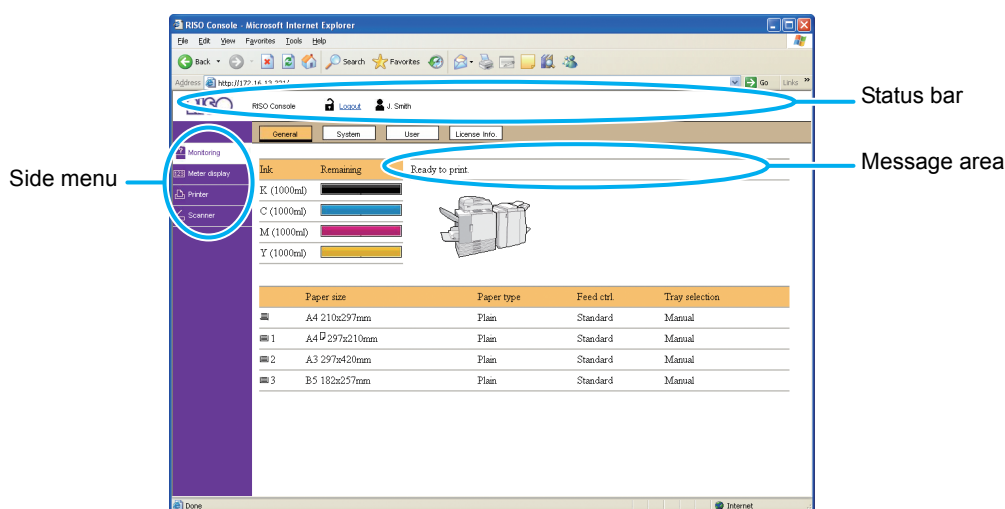 RISO Console - Microsoft Internet Explorer
File Edit View Favorites Tools Help
Back Search Favorites
Address http://172.16.13.221/ Go Links »
RISO RISO Console Logout J. Smith
Status bar
General System User License Info.
Side menu
Monitoring
Meter display
Printer
Scanner
Message area
Ink Remaining Ready to print.
K (1000ml)
C (1000ml)
M (1000ml)
Y (1000ml)
Paper size Paper type Feed ctrl. Tray selection
A4 210x297mm Plain Standard Manual
1 A4 297x210mm Plain Standard Manual
2 A3 297x420mm Plain Standard Manual
3 B5 182x257mm Plain Standard Manual
Done Internet